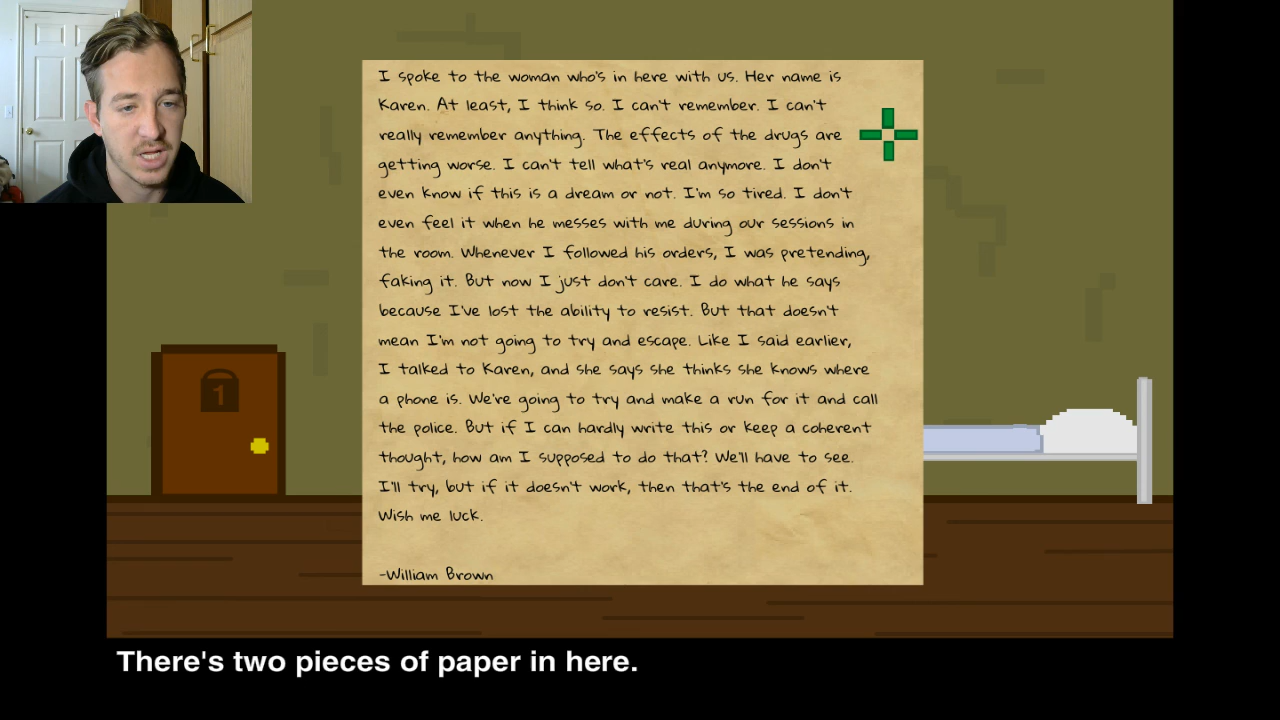 I spoke to the woman who's in here with us. Her name is
Karen. At least, I think so. I can't remember. I can't
really remember anything. The effects of the drugs are
getting worse. I can't tell what's real anymore. I don't
even know if this is a dream or not. I'm so tired. I don't
even feel it when he messes with me during our sessions in
the room. Whenever I followed his orders, I was pretending,
faking it. But now I just don't care. I do what he says
because I've lost the ability to resist. But that doesn't
mean I'm not going to try and escape. Like I said earlier,
I talked to Karen, and she says she thinks she knows where
a phone is. We're going to try and make a run for it and call
the police. But if I can hardly write this or keep a coherent
thought, how am I supposed to do that? We'll have to see.
I'll try, but if it doesn't work, then that's the end of it.
Wish me luck.
-William Brown
1
There's two pieces of paper in here.